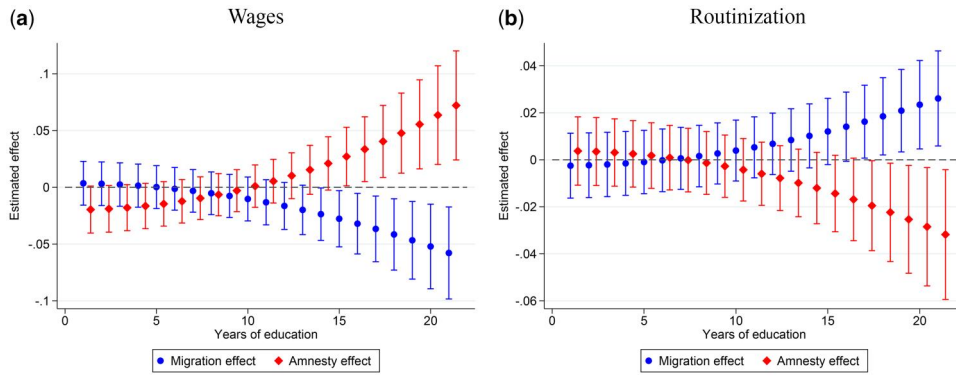 (a) Wages
Estimated effect
.1
.05
0
-.05
-.1
0 5 10 15 20
Years of education
Migration effect Amnesty effect
(b) Routinization
Estimated effect
.04
.02
0
-.02
-.04
-.06
0 5 10 15 20
Years of education
Migration effect Amnesty effect